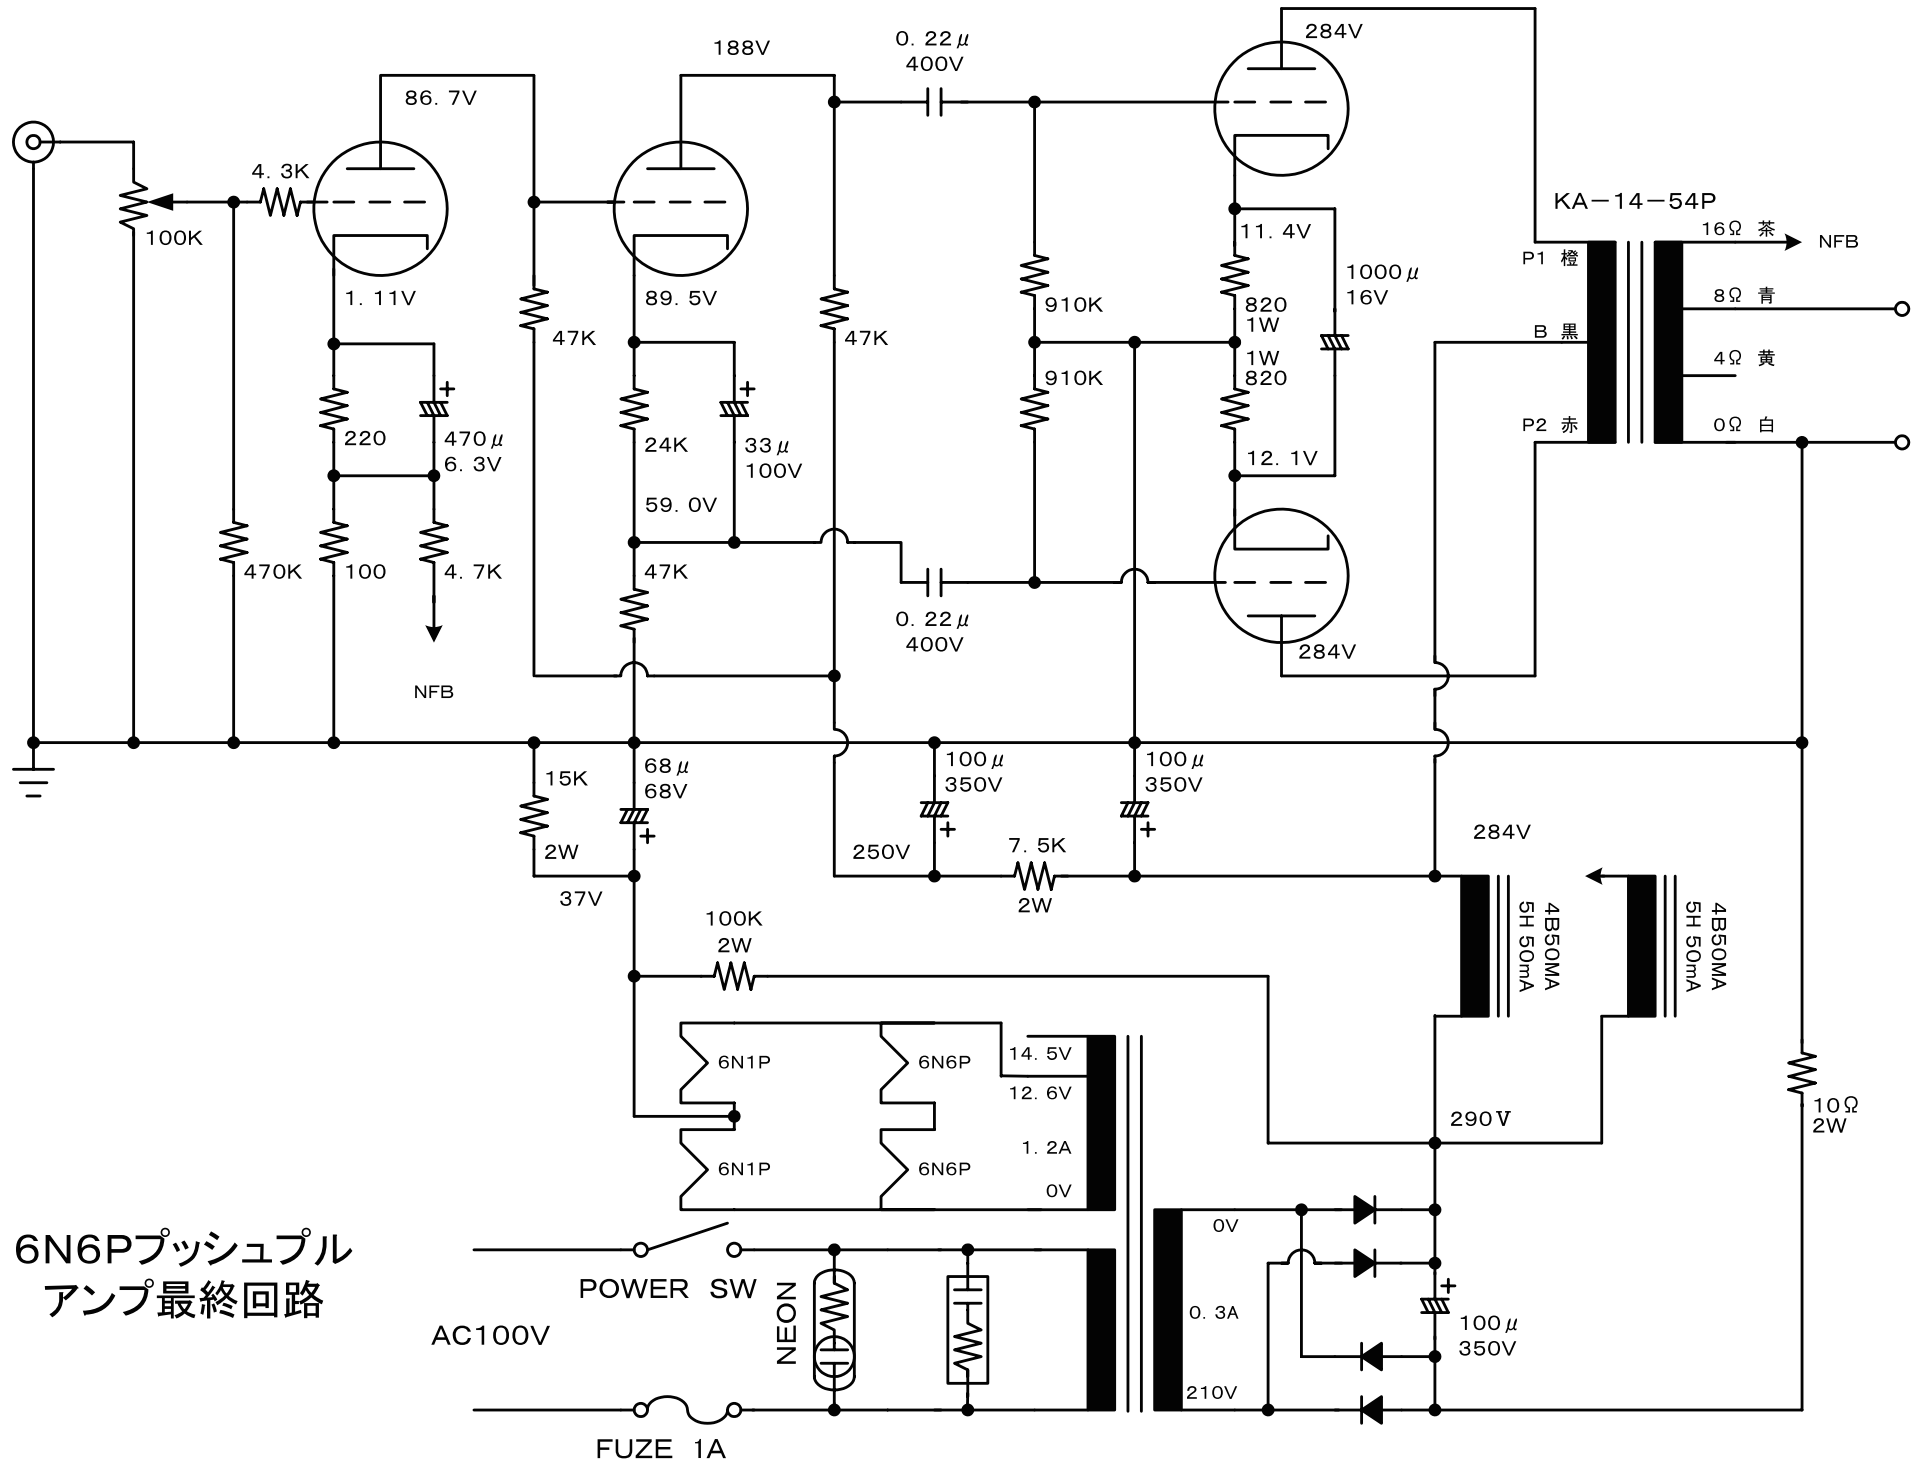 188V
0.22μ
400V
284V
86.7V
4.3K
100K
1.11V
89.5V
11.4V
1000μ
16V
KA-14-54P
16Ω 茶
NFB
P1 橙
8Ω 青
B 黒
4Ω 黄
P2 赤
0Ω 白
47K
47K
910K
820
1W
1W
820
910K
220
470μ
6.3V
24K
33μ
100V
12.1V
59.0V
470K
100
4.7K
47K
0.22μ
400V
284V
NFB
15K
2W
68μ
68V
100μ
350V
100μ
350V
37V
250V
7.5K
2W
284V
4B50MA
5H 50mA
4B50MA
5H 50mA
100K
2W
6N1P
6N6P
14.5V
12.6V
1.2A
6N1P
6N6P
0V
290V
10Ω
2W
0V
0.3A
210V
100μ
350V
6N6Pプッシュプル
アンプ最終回路
POWER SW
AC100V
NEON
FUZE 1A